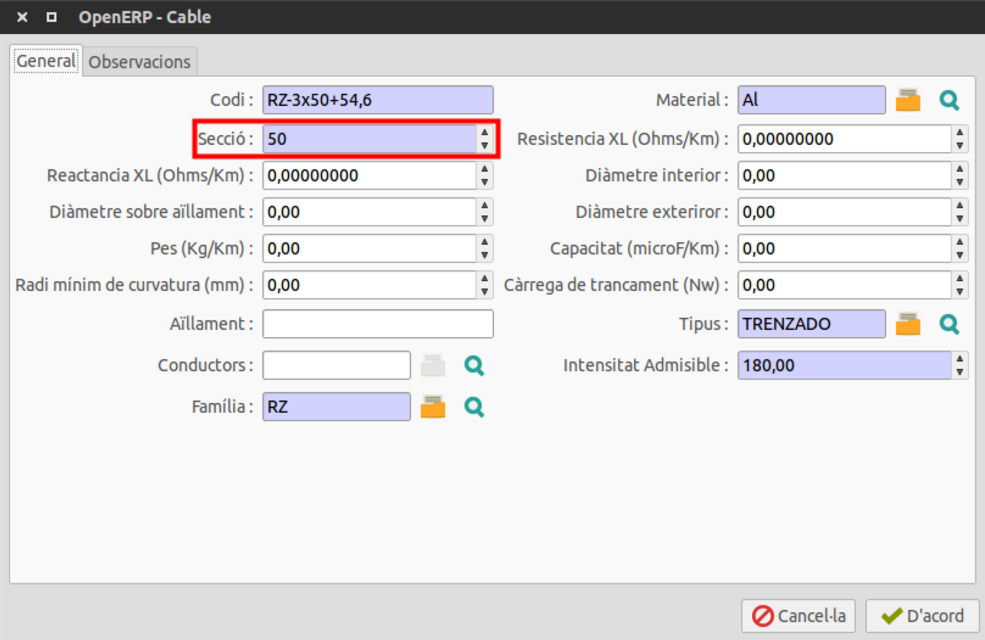 OpenERP - Cable
General Observacions
Codi : RZ-3x50+54,6 Material : Al
Secció : 50 Resistencia XL (Ohms/Km) : 0,00000000
Reactancia XL (Ohms/Km) : 0,00000000 Diàmetre interior : 0,00
Diàmetre sobre aïllament : 0,00 Diàmetre exteriror : 0,00
Pes (Kg/Km) : 0,00 Capacitat (microF/Km) : 0,00
Radi mínim de curvatura (mm) : 0,00 Càrrega de trancament (Nw) : 0,00
Aïllament : Tipus : TRENZADO
Conductors : Intensitat Admisible : 180,00
Família : RZ
Cancel·la D'acord